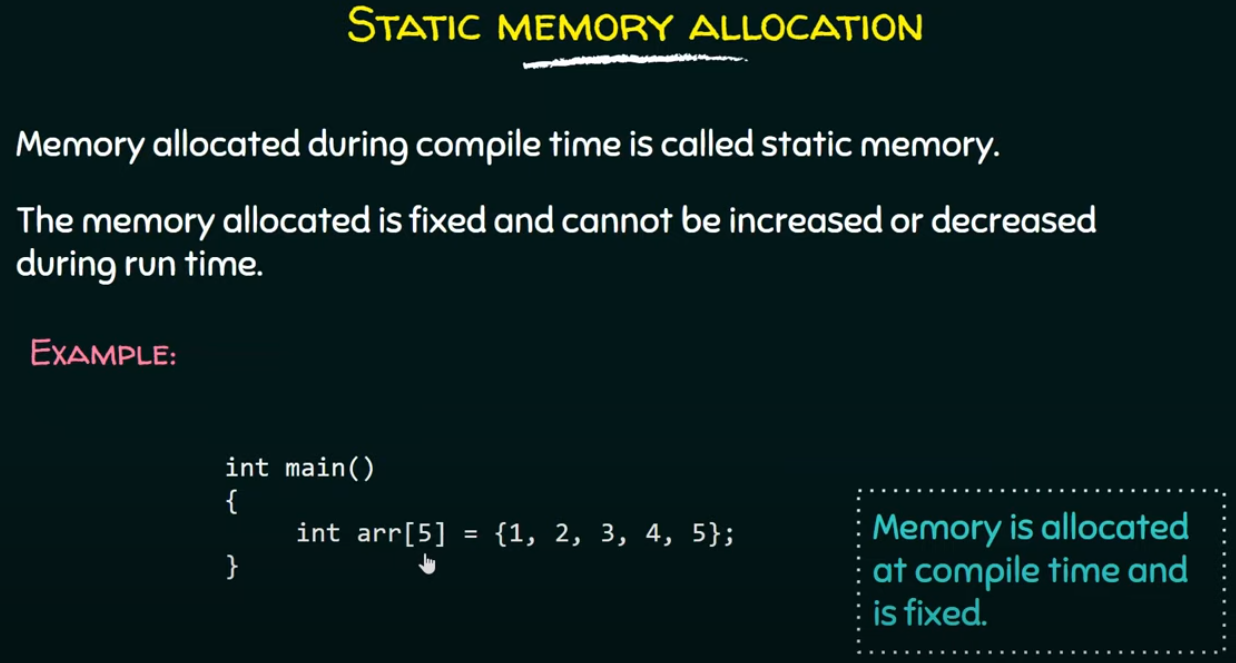 STATIC MEMORY ALLOCATION
Memory allocated during compile time is called static memory.
The memory allocated is fixed and cannot be increased or decreased
during run time.
EXAMPLE:
int main()
{
int arr[5] = {1, 2, 3, 4, 5};
}
Memory is allocated
at compile time and
is fixed.